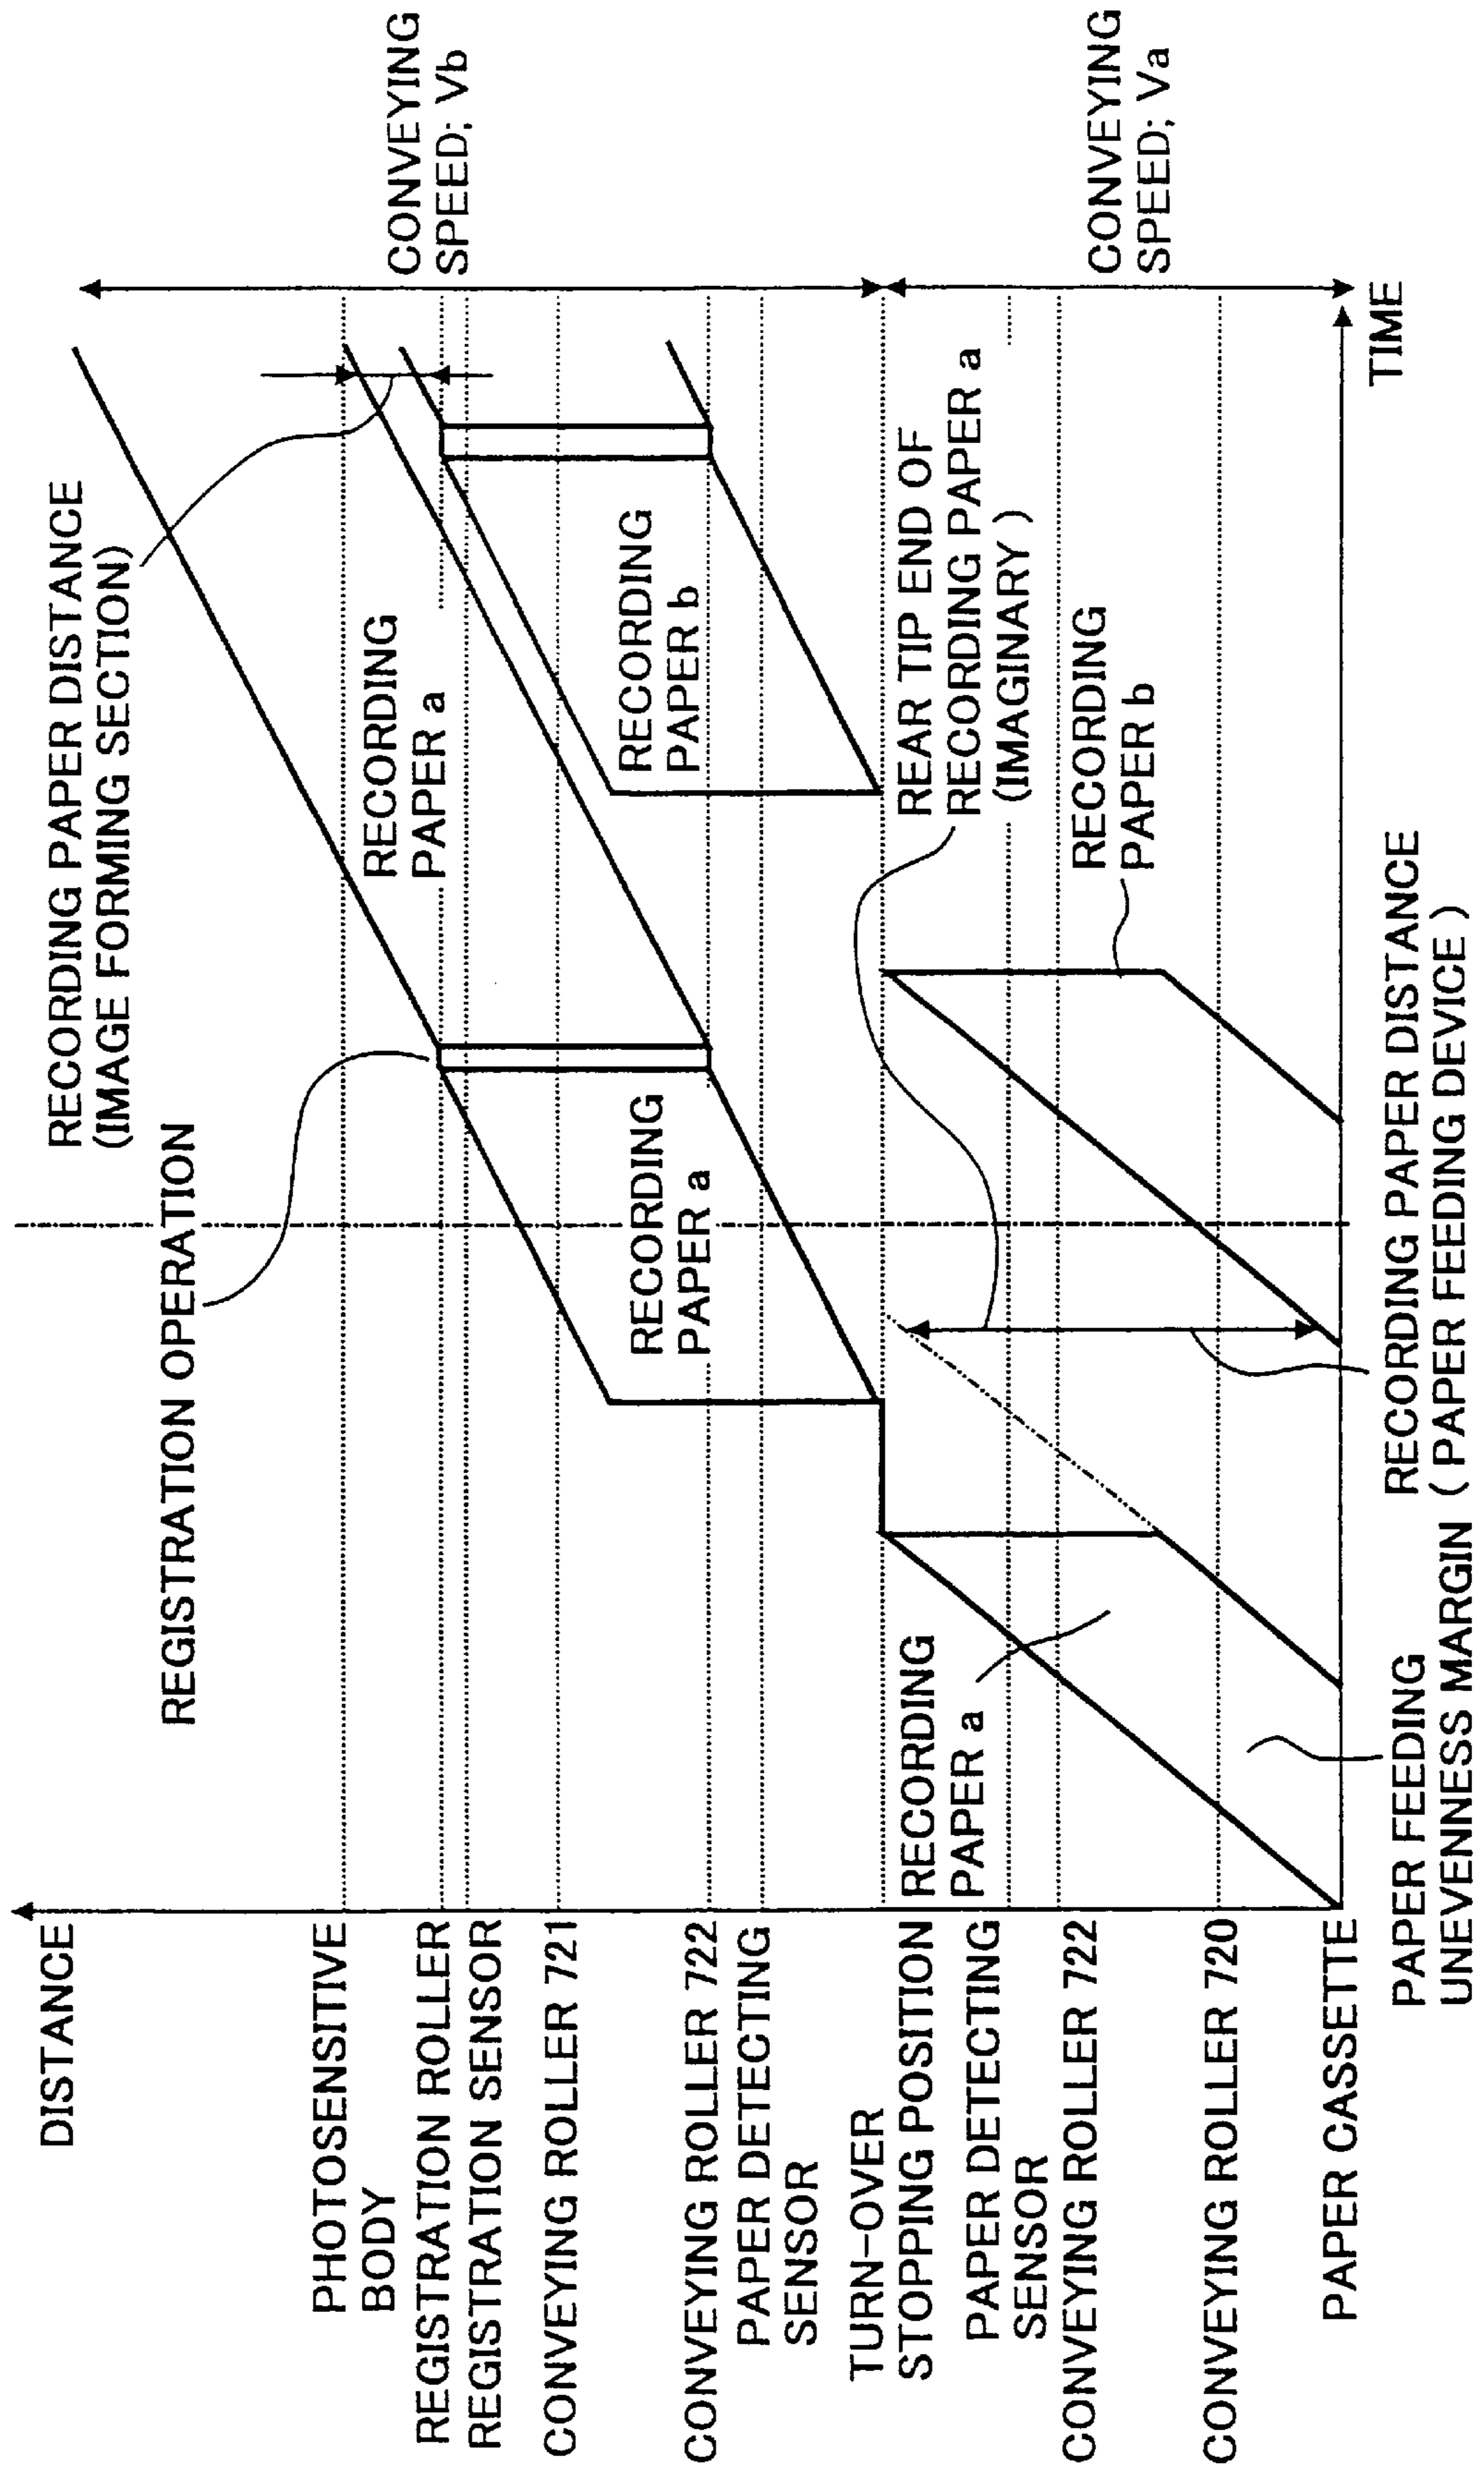 DISTANCE
PHOTOSENSITIVE
BODY
REGISTRATION ROLLER
REGISTRATION SENSOR
CONVEYING ROLLER 721
CONVEYING ROLLER 722
PAPER DETECTING
SENSOR
TURN-OVER
STOPPING POSITION
PAPER DETECTING
SENSOR
CONVEYING ROLLER 722
CONVEYING ROLLER 720
PAPER CASSETTE
REGISTRATION OPERATION
RECORDING PAPER DISTANCE
(IMAGE FORMING SECTION)
RECORDING
PAPER a
RECORDING
PAPER a
RECORDING
PAPER b
CONVEYING
SPEED; Vb
RECORDING
PAPER a
REAR TIP END OF
RECORDING PAPER a
(IMAGINARY )
RECORDING
PAPER b
CONVEYING
SPEED; Va
TIME
PAPER FEEDING
UNEVENNESS MARGIN
RECORDING PAPER DISTANCE
( PAPER FEEDING DEVICE )